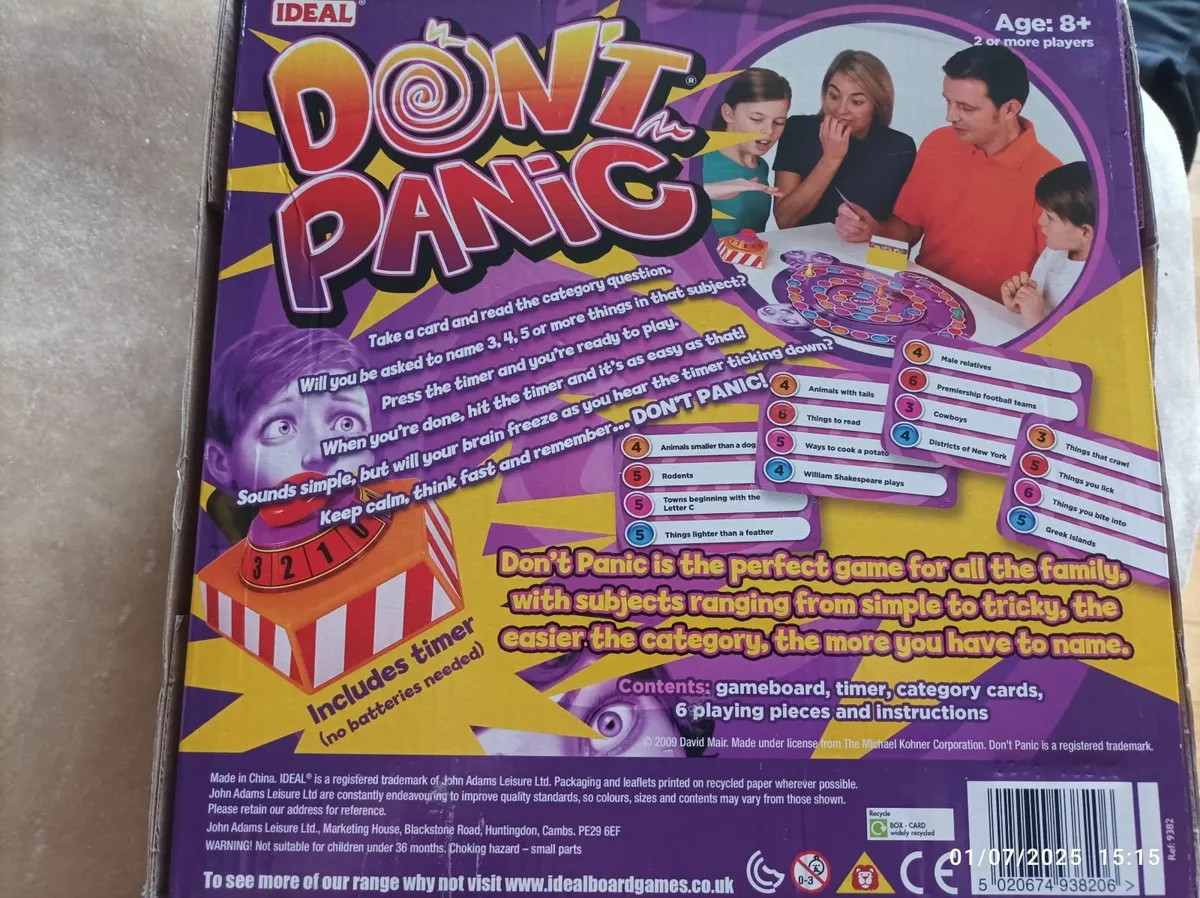 IDEAL
DON'T
PANIC
®
Age: 8+
2 or more players
Take a card and read the category question.
Will you be asked to name 3, 4, 5 or more things in that subject?
Press the timer and you're ready to play.
When you're done, hit the timer and it's as easy as that!
Sounds simple, but will your brain freeze as you hear the timer ticking down?
Keep calm, think fast and remember... DON'T PANIC!
4 Animals smaller than a dog
5 Rodents
5 Towns beginning with the
Letter C
5 Things lighter than a feather
4 Animals with tails
6 Things to read
5 Ways to cook a potato
4 William Shakespeare plays
4 Male relatives
6 Premiership football teams
3 Cowboys
4 Districts of New York
3 Things that crawl
5 Things you lick
6 Things you bite into
5 Greek Islands
3 2 1 0
Includes timer
(no batteries needed)
Don't Panic is the perfect game for all the family,
with subjects ranging from simple to tricky, the
easier the category, the more you have to name.
Contents: gameboard, timer, category cards,
6 playing pieces and instructions
© 2009 David Mair. Made under license from The Michael Kohner Corporation. Don't Panic is a registered trademark.
Made in China. IDEAL® is a registered trademark of John Adams Leisure Ltd. Packaging and leaflets printed on recycled paper wherever possible.
John Adams Leisure Ltd are constantly endeavouring to improve quality standards, so colours, sizes and contents may vary from those shown.
Please retain our address for reference.
John Adams Leisure Ltd., Marketing House, Blackstone Road, Huntingdon, Cambs. PE29 6EF
WARNING! Not suitable for children under 36 months. Choking hazard – small parts
To see more of our range why not visit www.idealboardgames.co.uk
Recycle
BOX - CARD
widely recycled
0-3
CE
Ref: 9382
01/07/2025 15:15
5 020674 938206 >